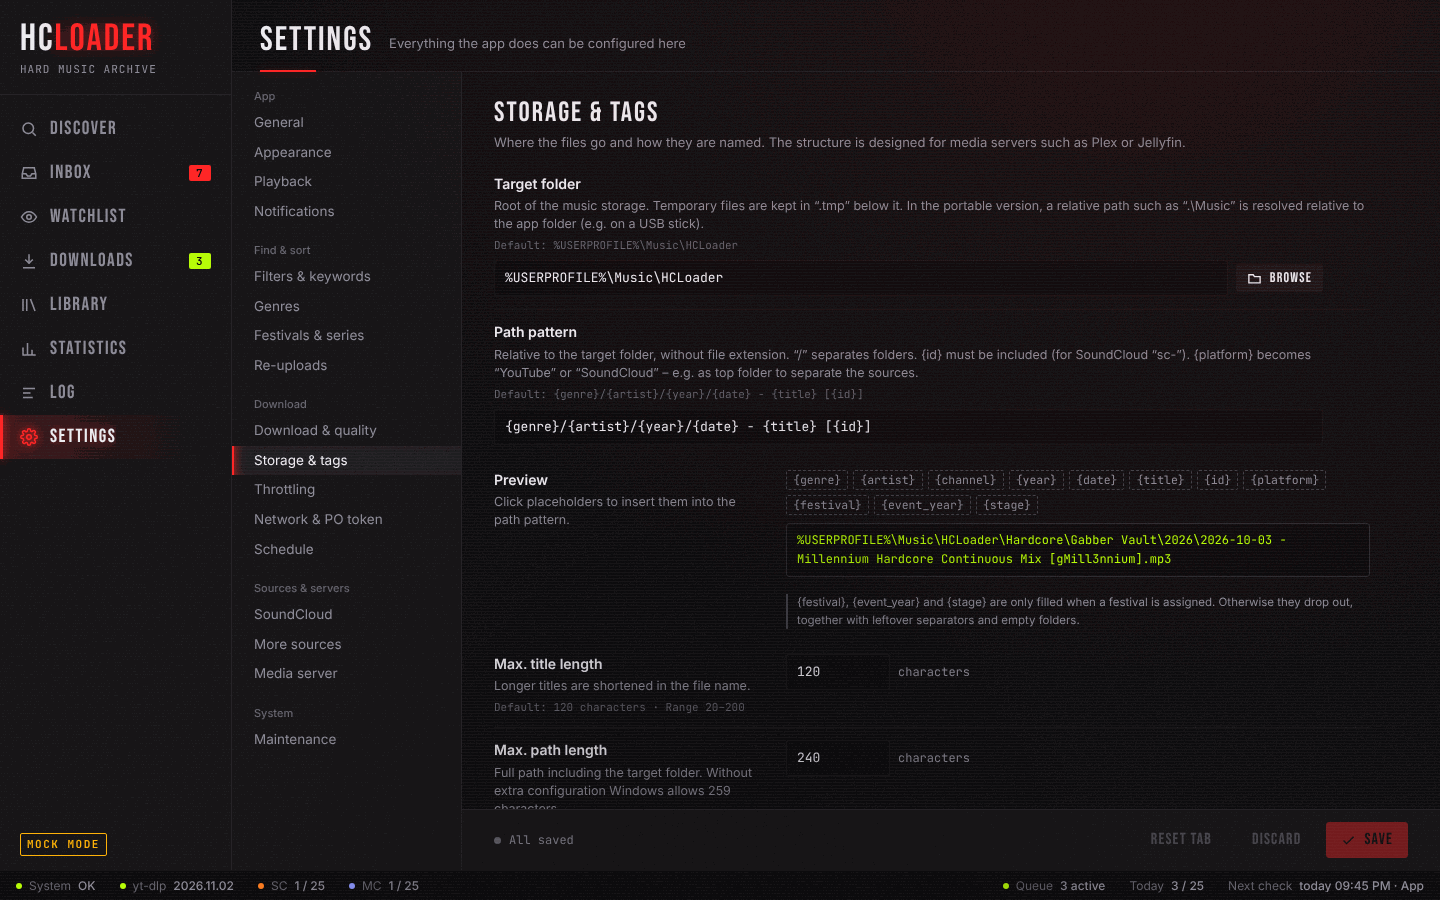 HCLOADER
HARD MUSIC ARCHIVE
DISCOVER
INBOX 7
WATCHLIST
DOWNLOADS 3
LIBRARY
STATISTICS
LOG
SETTINGS
MOCK MODE
SETTINGS Everything the app does can be configured here
App
General
Appearance
Playback
Notifications
Find & sort
Filters & keywords
Genres
Festivals & series
Re-uploads
Download
Download & quality
Storage & tags
Throttling
Network & PO token
Schedule
Sources & servers
SoundCloud
More sources
Media server
System
Maintenance
STORAGE & TAGS
Where the files go and how they are named. The structure is designed for media servers such as Plex or Jellyfin.
Target folder
Root of the music storage. Temporary files are kept in “.tmp” below it. In the portable version, a relative path such as “.\Music” is resolved relative to
the app folder (e.g. on a USB stick).
Default: %USERPROFILE%\Music\HCLoader
%USERPROFILE%\Music\HCLoader BROWSE
Path pattern
Relative to the target folder, without file extension. “/” separates folders. {id} must be included (for SoundCloud “sc-”). {platform} becomes
“YouTube” or “SoundCloud” – e.g. as top folder to separate the sources.
Default: {genre}/{artist}/{year}/{date} - {title} [{id}]
{genre}/{artist}/{year}/{date} - {title} [{id}]
Preview
Click placeholders to insert them into the
path pattern.
{genre} {artist} {channel} {year} {date} {title} {id} {platform}
{festival} {event_year} {stage}
%USERPROFILE%\Music\HCLoader\Hardcore\Gabber Vault\2026\2026-10-03 -
Millennium Hardcore Continuous Mix [gMill3nnium].mp3
{festival}, {event_year} and {stage} are only filled when a festival is assigned. Otherwise they drop out,
together with leftover separators and empty folders.
Max. title length
Longer titles are shortened in the file name.
Default: 120 characters · Range 20–200
120 characters
Max. path length
Full path including the target folder. Without
extra configuration Windows allows 259
characters.
240 characters
All saved
RESET TAB DISCARD SAVE
System OK yt-dlp 2026.11.02 SC 1 / 25 MC 1 / 25 Queue 3 active Today 3 / 25 Next check today 09:45 PM · App